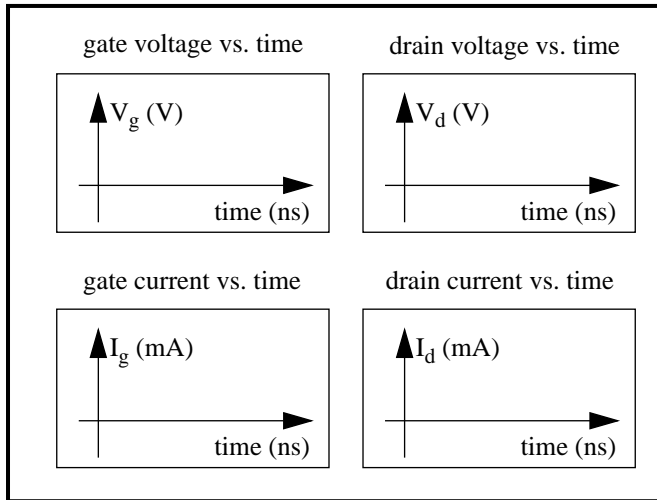 gate voltage vs. time
drain voltage vs. time
V_g (V)
time (ns)
V_d (V)
time (ns)
gate current vs. time
drain current vs. time
I_g (mA)
time (ns)
I_d (mA)
time (ns)